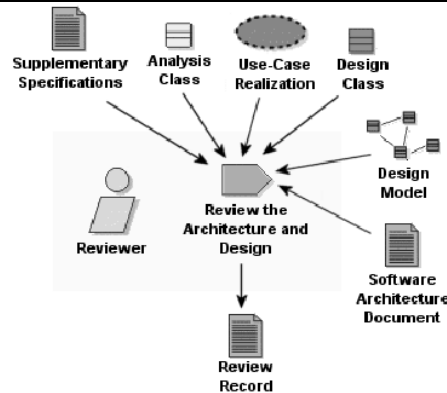 Supplementary
Specifications
Analysis
Class
Use-Case
Realization
Design
Class
Design
Model
Reviewer
Review the
Architecture and
Design
Software
Architecture
Document
Review
Record